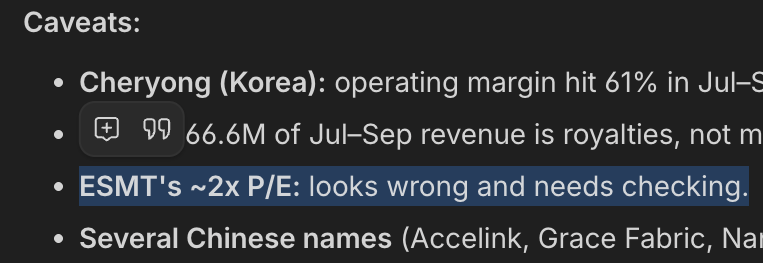 Caveats:
• Cheryong (Korea): operating margin hit 61% in Jul–S
• 66.6M of Jul–Sep revenue is royalties, not m
• ESMT's ~2x P/E: looks wrong and needs checking.
• Several Chinese names (Accelink, Grace Fabric, Nan